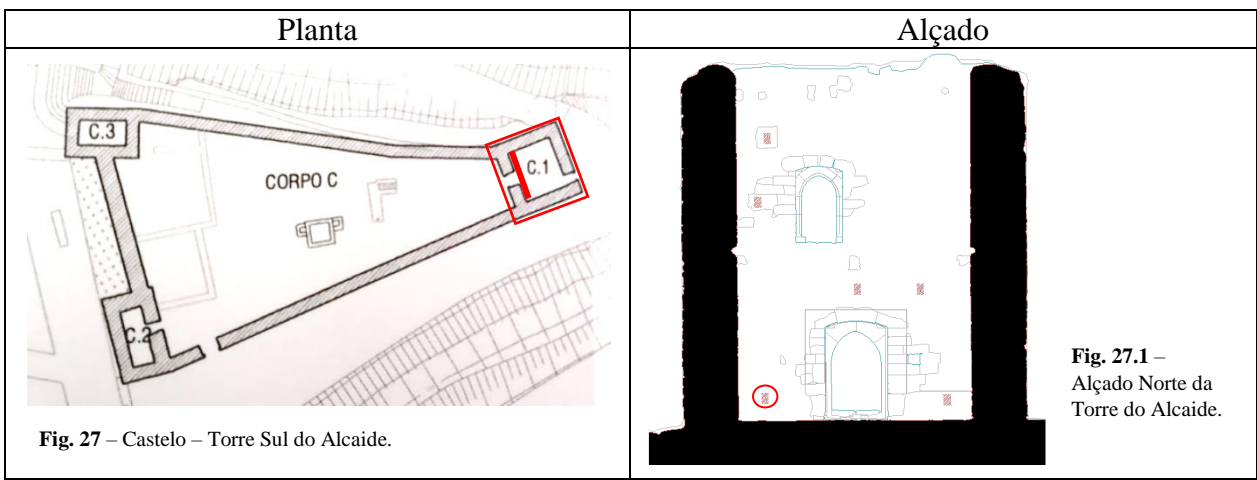 Planta
Alçado
C.3
CORPO C
C.1
C.2
Fig. 27 – Castelo – Torre Sul do Alcaide.
Fig. 27.1 –
Alçado Norte da
Torre do Alcaide.